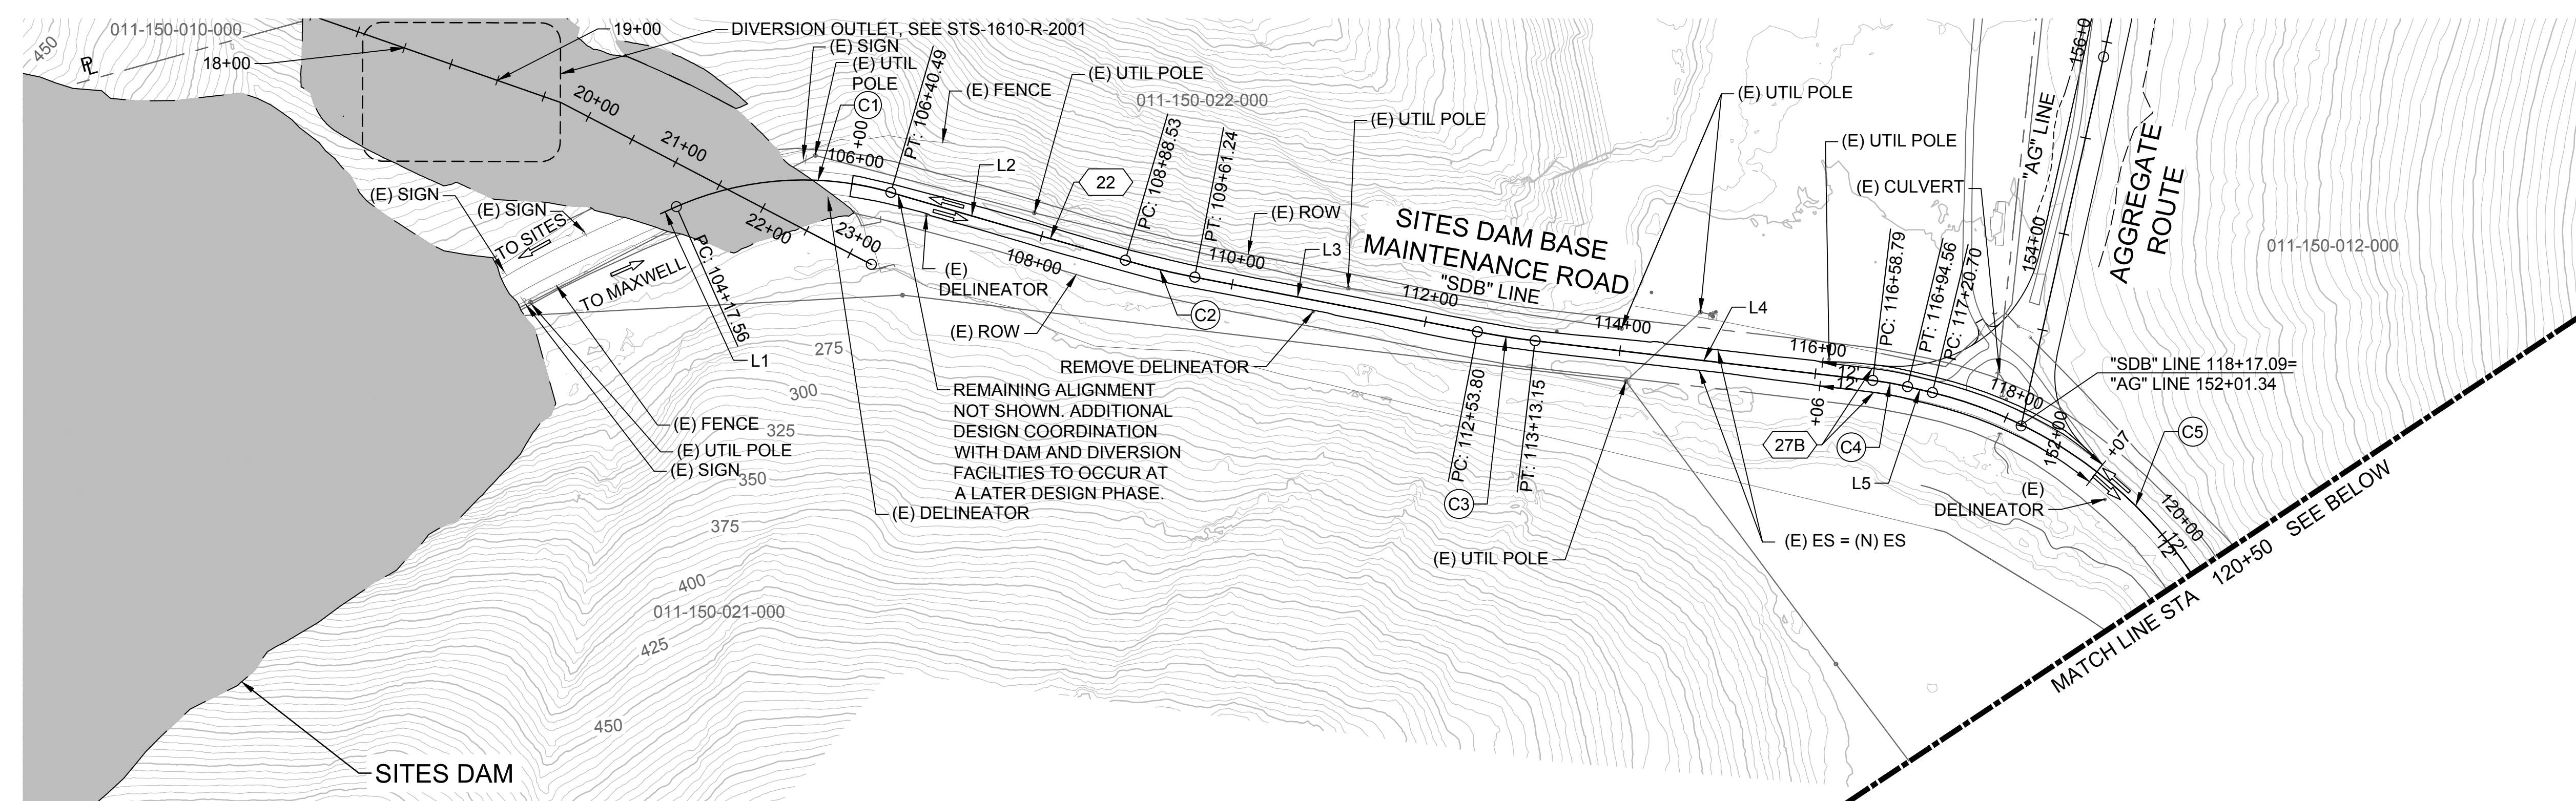 450
011-150-010-000
PL
18+00
19+00
DIVERSION OUTLET, SEE STS-1610-R-2001
20+00
21+00
22+00
23+00
(E) SIGN
(E) UTIL
POLE
C1
+00
106+00
PT: 106+40.49
(E) FENCE
(E) UTIL POLE
011-150-022-000
L2
22
PC: 108+88.53
PT: 109+61.24
(E) ROW
110+00
(E) UTIL POLE
L3
SITES DAM BASE
MAINTENANCE ROAD
"SDB" LINE
112+00
(E) UTIL POLE
114+00
L4
(E) UTIL POLE
(E) CULVERT
116+00
PC: 116+58.79
PT: 116+94.56
PC: 117+20.70
"AG" LINE
154+00
156+0
AGGREGATE
ROUTE
011-150-012-000
(E) SIGN
(E) SIGN
TO SITES
TO MAXWELL
PC: 104+17.56
L1
(E)
DELINEATOR
108+00
(E) ROW
C2
REMOVE DELINEATOR
REMAINING ALIGNMENT
NOT SHOWN. ADDITIONAL
DESIGN COORDINATION
WITH DAM AND DIVERSION
FACILITIES TO OCCUR AT
A LATER DESIGN PHASE.
(E) DELINEATOR
(E) FENCE
(E) UTIL POLE
(E) SIGN
275
300
325
350
375
400
011-150-021-000
425
450
SITES DAM
PC: 112+53.80
C3
PT: 113+13.15
(E) UTIL POLE
(E) ES = (N) ES
12'
12'
+06
27B
C4
L5
118+00
152+00
"SDB" LINE 118+17.09=
"AG" LINE 152+01.34
+07
C5
(E)
DELINEATOR
120+00
12'
12'
MATCH LINE STA 120+50 SEE BELOW